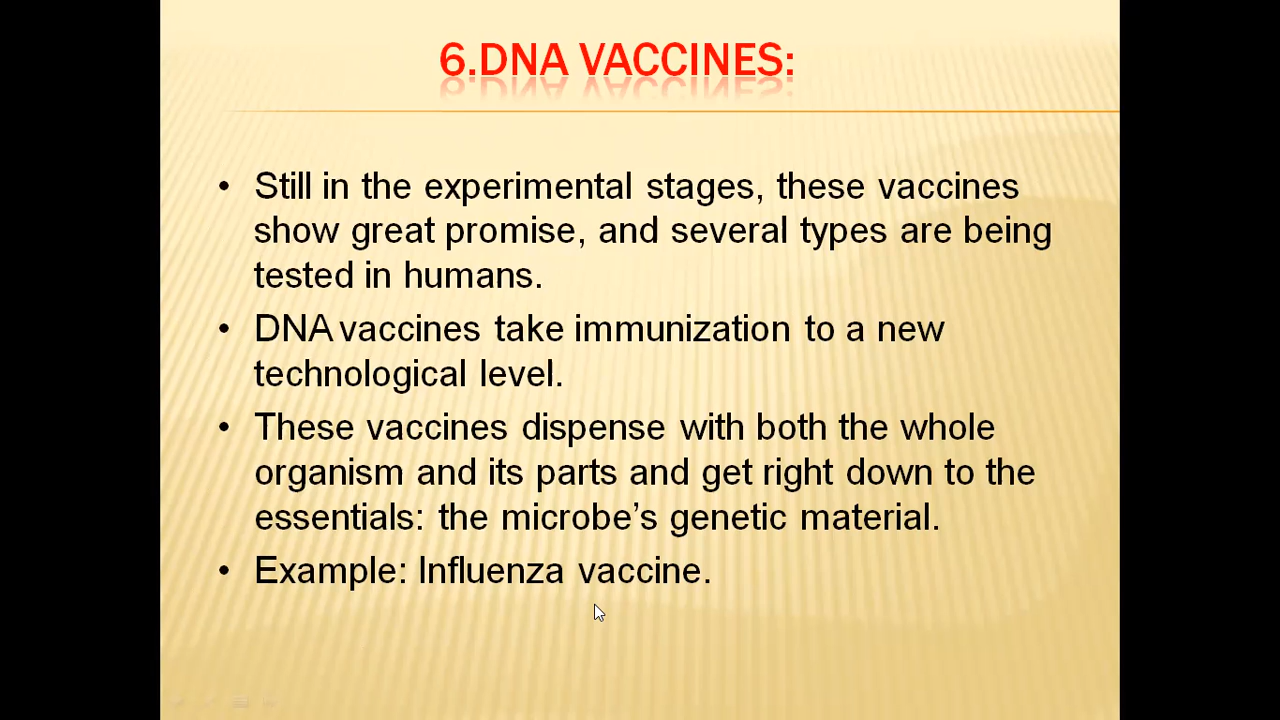 6.DNA VACCINES:
• Still in the experimental stages, these vaccines
show great promise, and several types are being
tested in humans.
• DNA vaccines take immunization to a new
technological level.
• These vaccines dispense with both the whole
organism and its parts and get right down to the
essentials: the microbe’s genetic material.
• Example: Influenza vaccine.